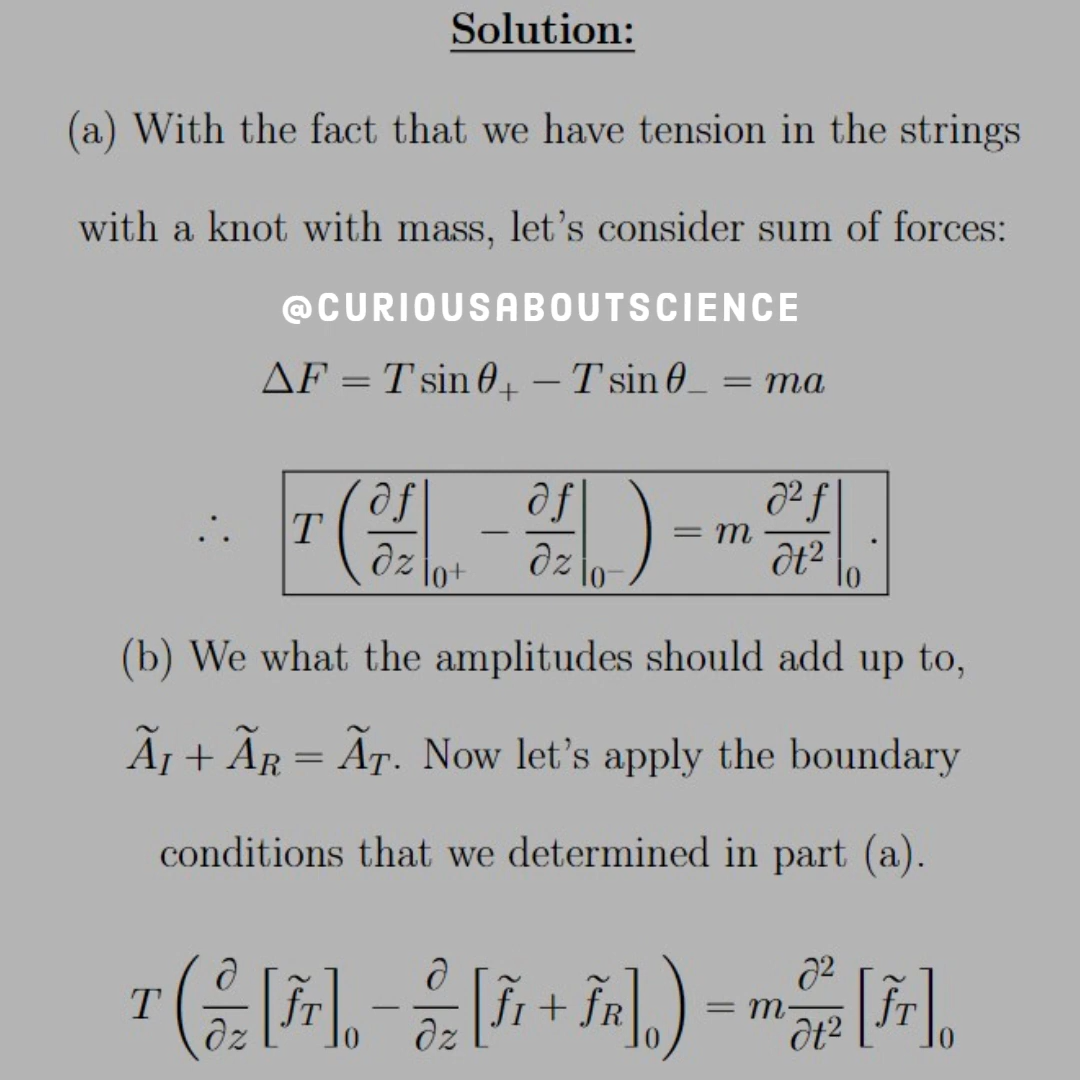 Solution:
(a) With the fact that we have tension in the strings
with a knot with mass, let's consider sum of forces:
@CURIOUSABOUTSCIENCE
ΔF = T sin θ₊ − T sin θ₋ = ma
∴ T ( ∂f/∂z |₀⁺ − ∂f/∂z |₀⁻ ) = m ∂²f/∂t² |₀ .
(b) We what the amplitudes should add up to,
Ã_I + Ã_R = Ã_T. Now let's apply the boundary
conditions that we determined in part (a).
T ( ∂/∂z [f̃_T]₀ − ∂/∂z [f̃_I + f̃_R]₀ ) = m ∂²/∂t² [f̃_T]₀